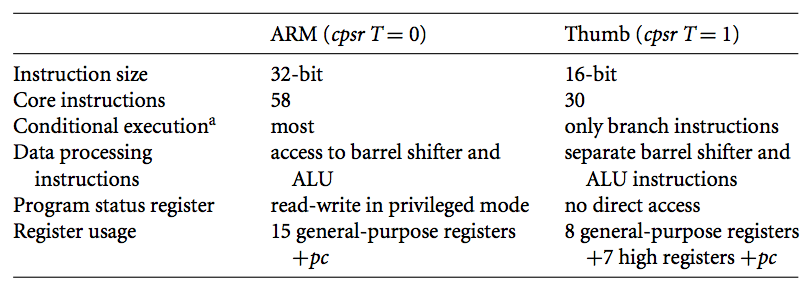 ARM (cpsr T = 0) Thumb (cpsr T = 1)
Instruction size 32-bit 16-bit
Core instructions 58 30
Conditional executionᵃ most only branch instructions
Data processing access to barrel shifter and separate barrel shifter and
instructions ALU ALU instructions
Program status register read-write in privileged mode no direct access
Register usage 15 general-purpose registers 8 general-purpose registers
+pc +7 high registers +pc